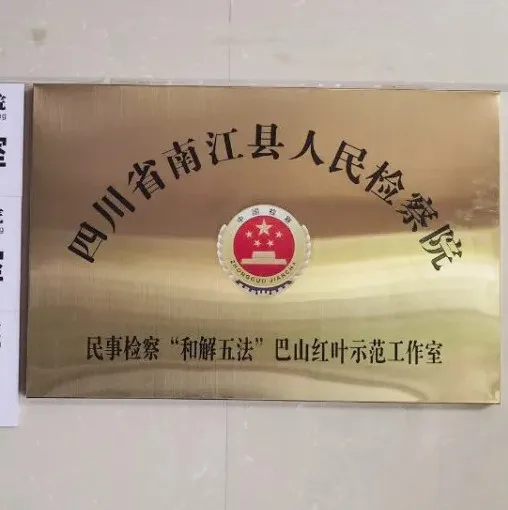 四川省南江县人民检察院
中国检察
ZHONGGUO JIANCHA
民事检察“和解五法”巴山红叶示范工作室